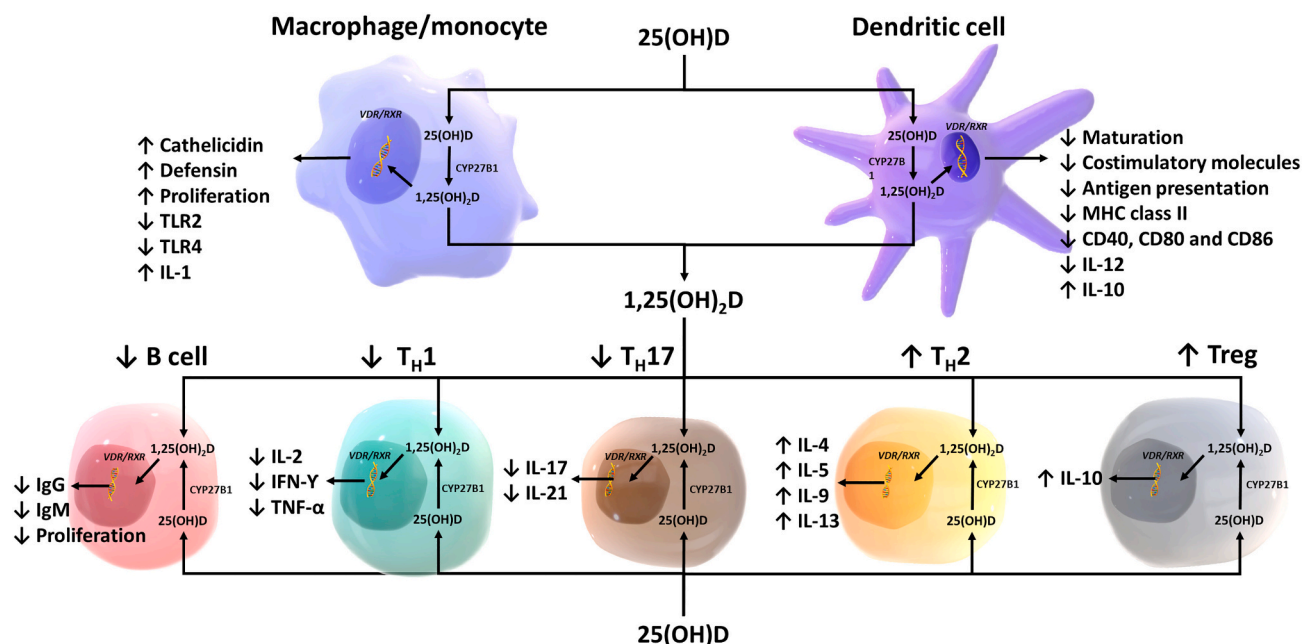 Macrophage/monocyte
25(OH)D
Dendritic cell
VDR/RXR
25(OH)D
CYP27B1
1,25(OH)₂D
↑ Cathelicidin
↑ Defensin
↑ Proliferation
↓ TLR2
↓ TLR4
↑ IL-1
25(OH)D
VDR/RXR
CYP27B
1
1,25(OH)₂D
↓ Maturation
↓ Costimulatory molecules
↓ Antigen presentation
↓ MHC class II
↓ CD40, CD80 and CD86
↓ IL-12
↑ IL-10
1,25(OH)₂D
↓ B cell
↓ TH1
↓ TH17
↑ TH2
↑ Treg
1,25(OH)₂D
VDR/RXR
CYP27B1
25(OH)D
↓ IgG
↓ IgM
↓ Proliferation
1,25(OH)₂D
VDR/RXR
CYP27B1
25(OH)D
↓ IL-2
↓ IFN-Y
↓ TNF-α
1,25(OH)₂D
VDR/RXR
CYP27B1
25(OH)D
↓ IL-17
↓ IL-21
1,25(OH)₂D
VDR/RXR
CYP27B1
25(OH)D
↑ IL-4
↑ IL-5
↑ IL-9
↑ IL-13
1,25(OH)₂D
VDR/RXR
CYP27B1
25(OH)D
↑ IL-10
25(OH)D